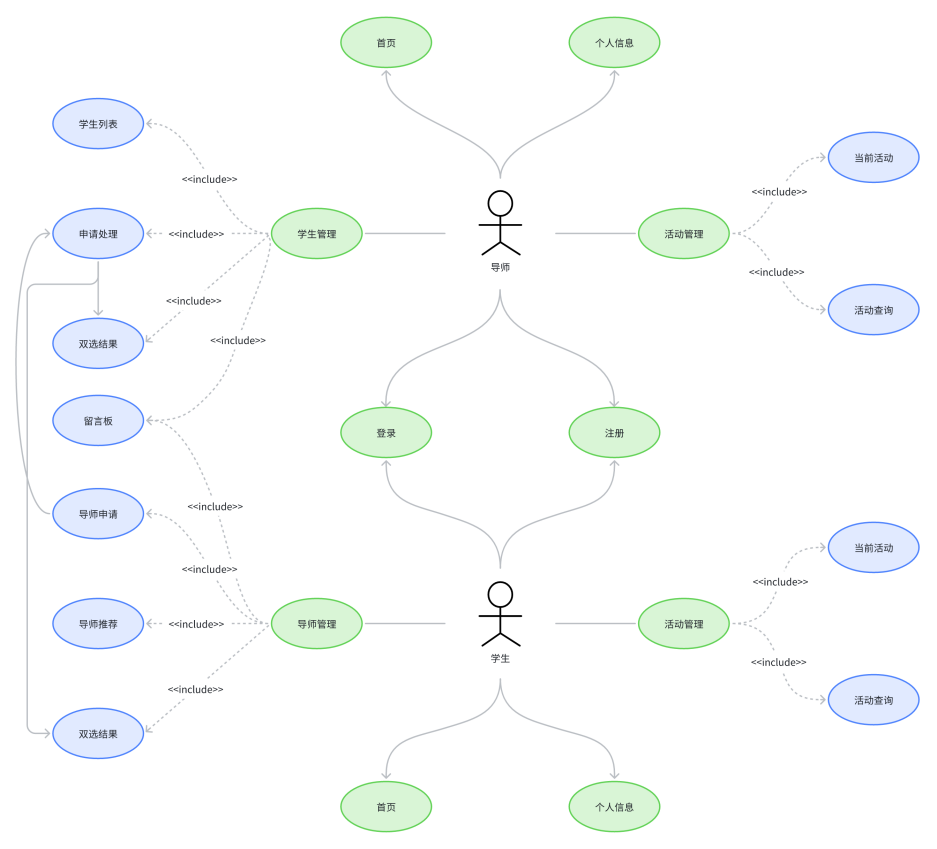 首页
个人信息
学生列表
当前活动
<<include>>
<<include>>
申请处理
<<include>>
学生管理
活动管理
导师
<<include>>
<<include>>
活动查询
双选结果
<<include>>
留言板
登录
注册
<<include>>
导师申请
当前活动
<<include>>
<<include>>
导师推荐
<<include>>
导师管理
活动管理
学生
<<include>>
<<include>>
活动查询
双选结果
首页
个人信息